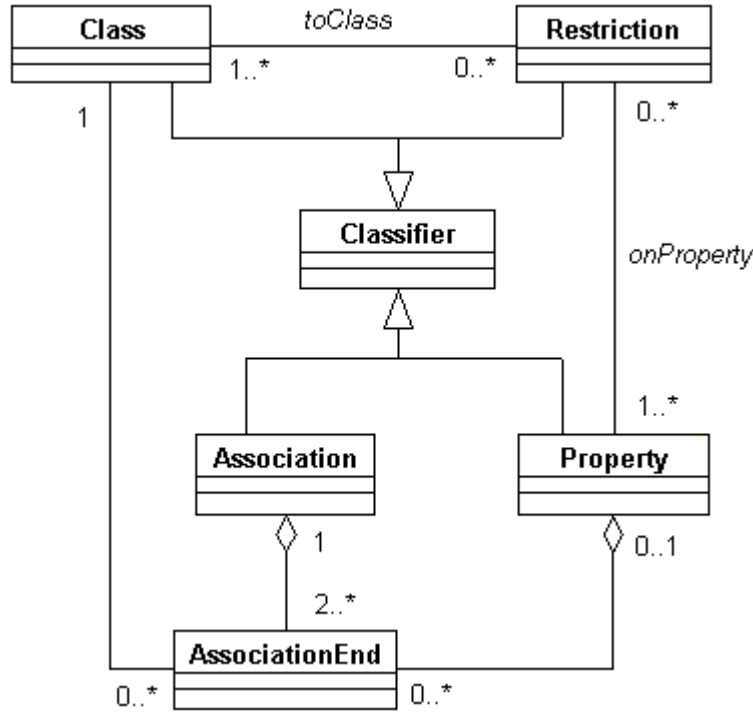 Class
toClass
Restriction
1..*
0..*
1
0..*
Classifier
onProperty
1..*
Association
Property
1
0..1
2..*
AssociationEnd
0..*
0..*